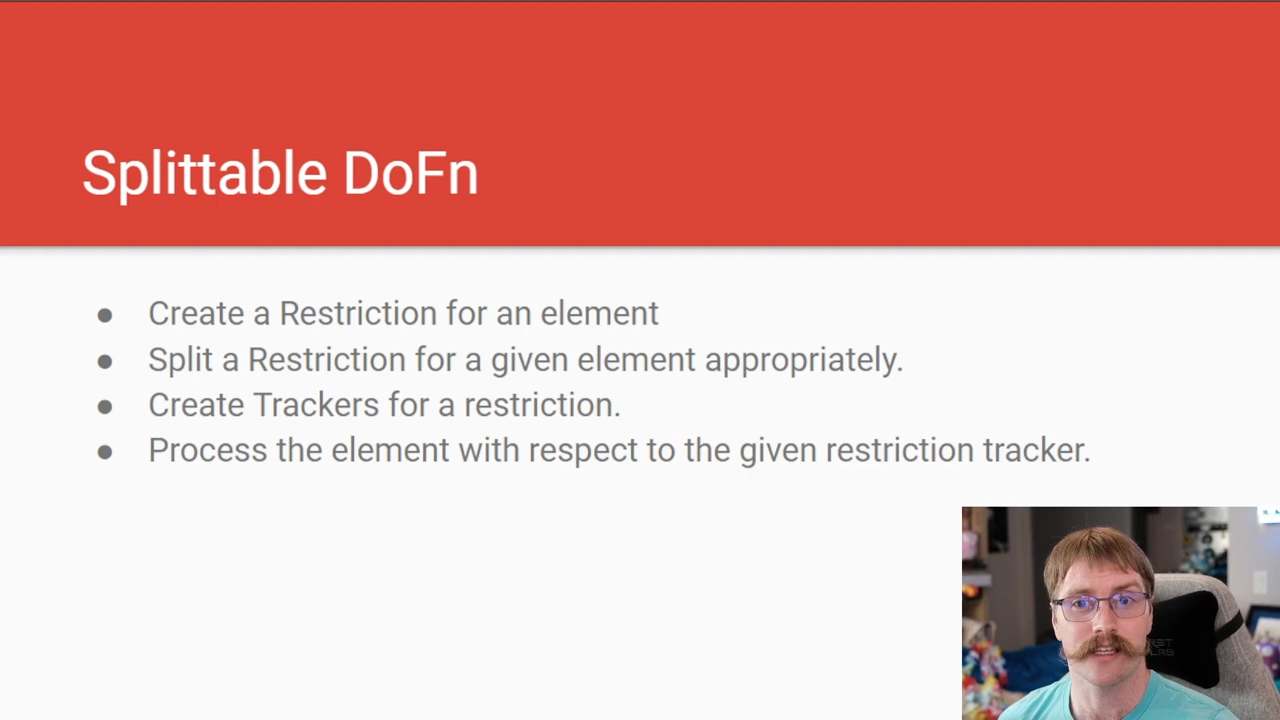 Splittable DoFn
● Create a Restriction for an element
● Split a Restriction for a given element appropriately.
● Create Trackers for a restriction.
● Process the element with respect to the given restriction tracker.